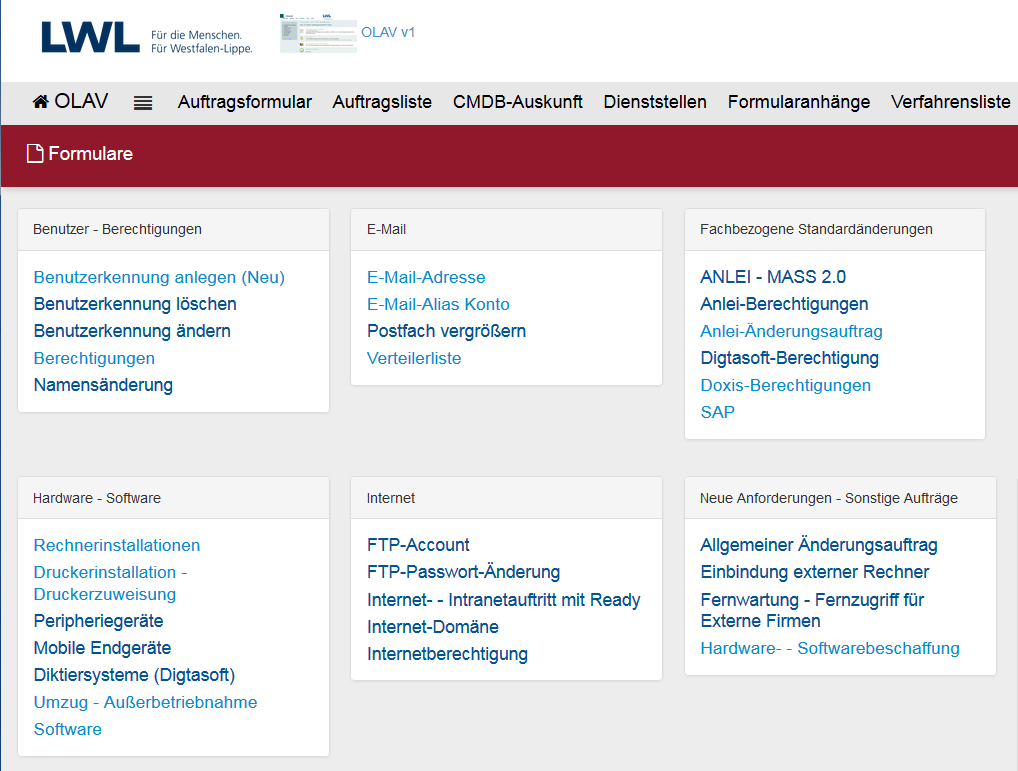 LWL Für die Menschen.
Für Westfalen-Lippe.
OLAV v1
OLAV Auftragsformular Auftragsliste CMDB-Auskunft Dienststellen Formularanhänge Verfahrensliste
Formulare
Benutzer - Berechtigungen
Benutzerkennung anlegen (Neu)
Benutzerkennung löschen
Benutzerkennung ändern
Berechtigungen
Namensänderung
E-Mail
E-Mail-Adresse
E-Mail-Alias Konto
Postfach vergrößern
Verteilerliste
Fachbezogene Standardänderungen
ANLEI - MASS 2.0
Anlei-Berechtigungen
Anlei-Änderungsauftrag
Digtasoft-Berechtigung
Doxis-Berechtigungen
SAP
Hardware - Software
Rechnerinstallationen
Druckerinstallation -
Druckerzuweisung
Peripheriegeräte
Mobile Endgeräte
Diktiersysteme (Digtasoft)
Umzug - Außerbetriebnahme
Software
Internet
FTP-Account
FTP-Passwort-Änderung
Internet- - Intranetauftritt mit Ready
Internet-Domäne
Internetberechtigung
Neue Anforderungen - Sonstige Aufträge
Allgemeiner Änderungsauftrag
Einbindung externer Rechner
Fernwartung - Fernzugriff für
Externe Firmen
Hardware- - Softwarebeschaffung